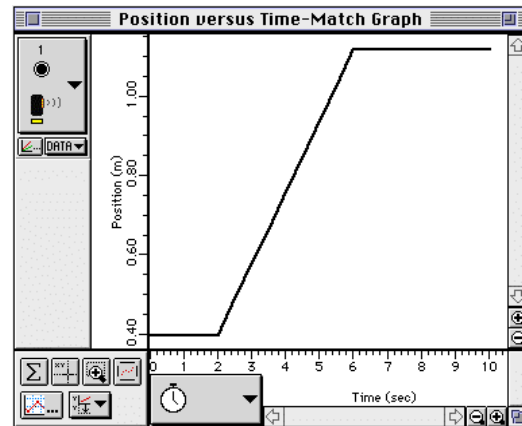 Position versus Time-Match Graph
1
DATA
Position (m)
1.00
0.80
0.60
0.40
0 1 2 3 4 5 6 7 8 9 10
Time (sec)
Σ
XY
...
Y